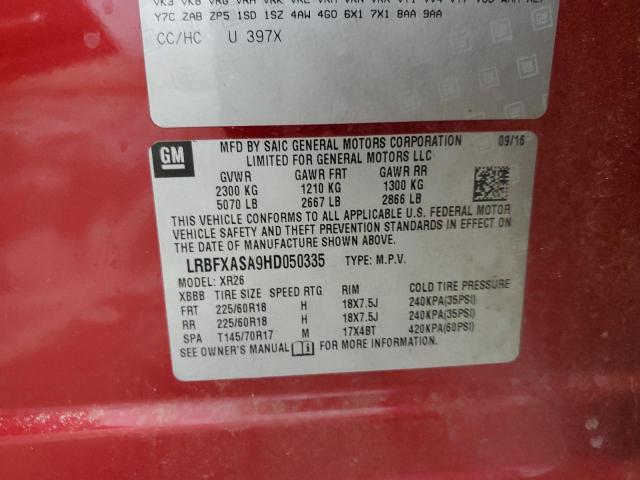 Y7C ZAB ZP5 1SD 1SZ 4AW 4GO 6X1 7X1 8AA 9AA
CC/HC U 397X
GM
MFD BY SAIC GENERAL MOTORS CORPORATION 09/16
LIMITED FOR GENERAL MOTORS LLC
GVWR GAWR FRT GAWR RR
2300 KG 1210 KG 1300 KG
5070 LB 2667 LB 2866 LB
THIS VEHICLE CONFORMS TO ALL APPLICABLE U.S. FEDERAL MOTOR
VEHICLE SAFETY AND THEFT PREVENTION STANDARDS
IN EFFECT ON THE DATE OF MANUFACTURE SHOWN ABOVE.
LRBFXASA9HD050335 TYPE: M.P.V.
MODEL: XR26
XBBB TIRE SIZE SPEED RTG RIM COLD TIRE PRESSURE
FRT 225/60R18 H 18X7.5J 240KPA(35PSI)
RR 225/60R18 H 18X7.5J 240KPA(35PSI)
SPA T145/70R17 M 17X4BT 420KPA(60PSI)
SEE OWNER'S MANUAL FOR MORE INFORMATION.